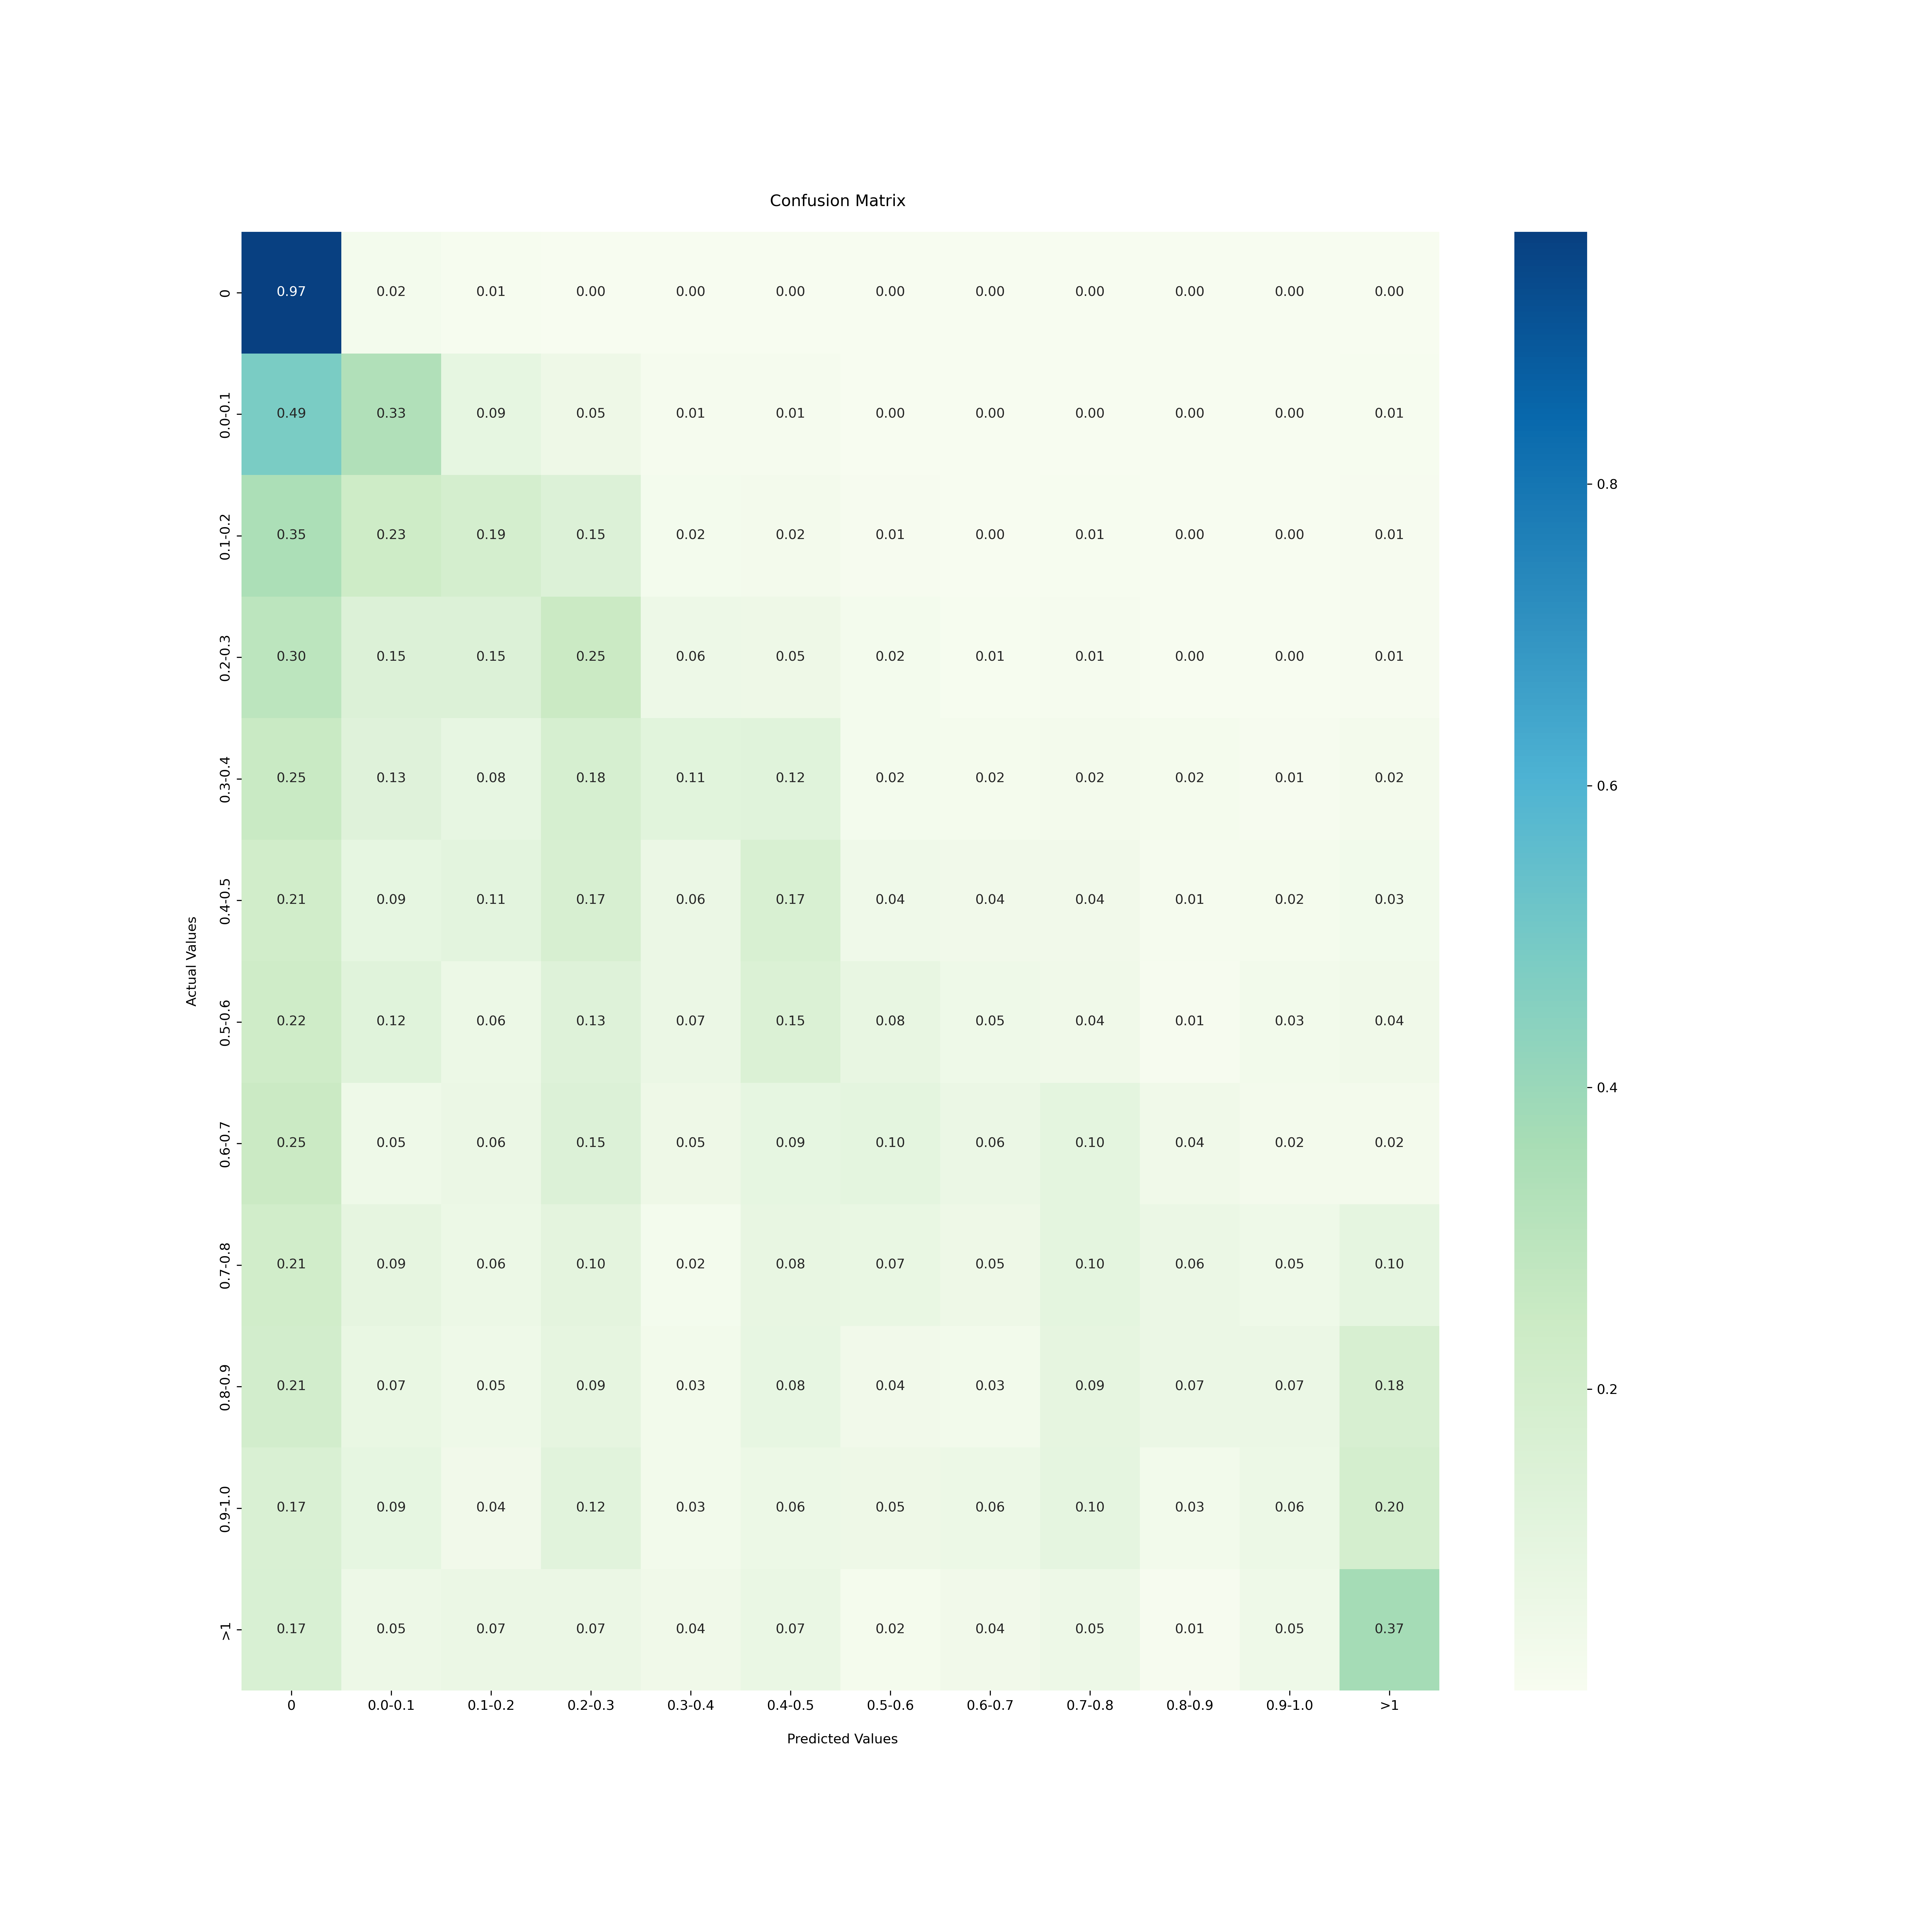 Confusion Matrix
0 0.97 0.02 0.01 0.00 0.00 0.00 0.00 0.00 0.00 0.00 0.00 0.00
0.0-0.1 0.49 0.33 0.09 0.05 0.01 0.01 0.00 0.00 0.00 0.00 0.00 0.01
0.8
0.1-0.2 0.35 0.23 0.19 0.15 0.02 0.02 0.01 0.00 0.01 0.00 0.00 0.01
0.2-0.3 0.30 0.15 0.15 0.25 0.06 0.05 0.02 0.01 0.01 0.00 0.00 0.01
0.3-0.4 0.25 0.13 0.08 0.18 0.11 0.12 0.02 0.02 0.02 0.02 0.01 0.02
0.6
0.4-0.5 0.21 0.09 0.11 0.17 0.06 0.17 0.04 0.04 0.04 0.01 0.02 0.03
Actual Values
0.5-0.6 0.22 0.12 0.06 0.13 0.07 0.15 0.08 0.05 0.04 0.01 0.03 0.04
0.4
0.6-0.7 0.25 0.05 0.06 0.15 0.05 0.09 0.10 0.06 0.10 0.04 0.02 0.02
0.7-0.8 0.21 0.09 0.06 0.10 0.02 0.08 0.07 0.05 0.10 0.06 0.05 0.10
0.8-0.9 0.21 0.07 0.05 0.09 0.03 0.08 0.04 0.03 0.09 0.07 0.07 0.18
0.2
0.9-1.0 0.17 0.09 0.04 0.12 0.03 0.06 0.05 0.06 0.10 0.03 0.06 0.20
>1 0.17 0.05 0.07 0.07 0.04 0.07 0.02 0.04 0.05 0.01 0.05 0.37
0 0.0-0.1 0.1-0.2 0.2-0.3 0.3-0.4 0.4-0.5 0.5-0.6 0.6-0.7 0.7-0.8 0.8-0.9 0.9-1.0 >1
Predicted Values